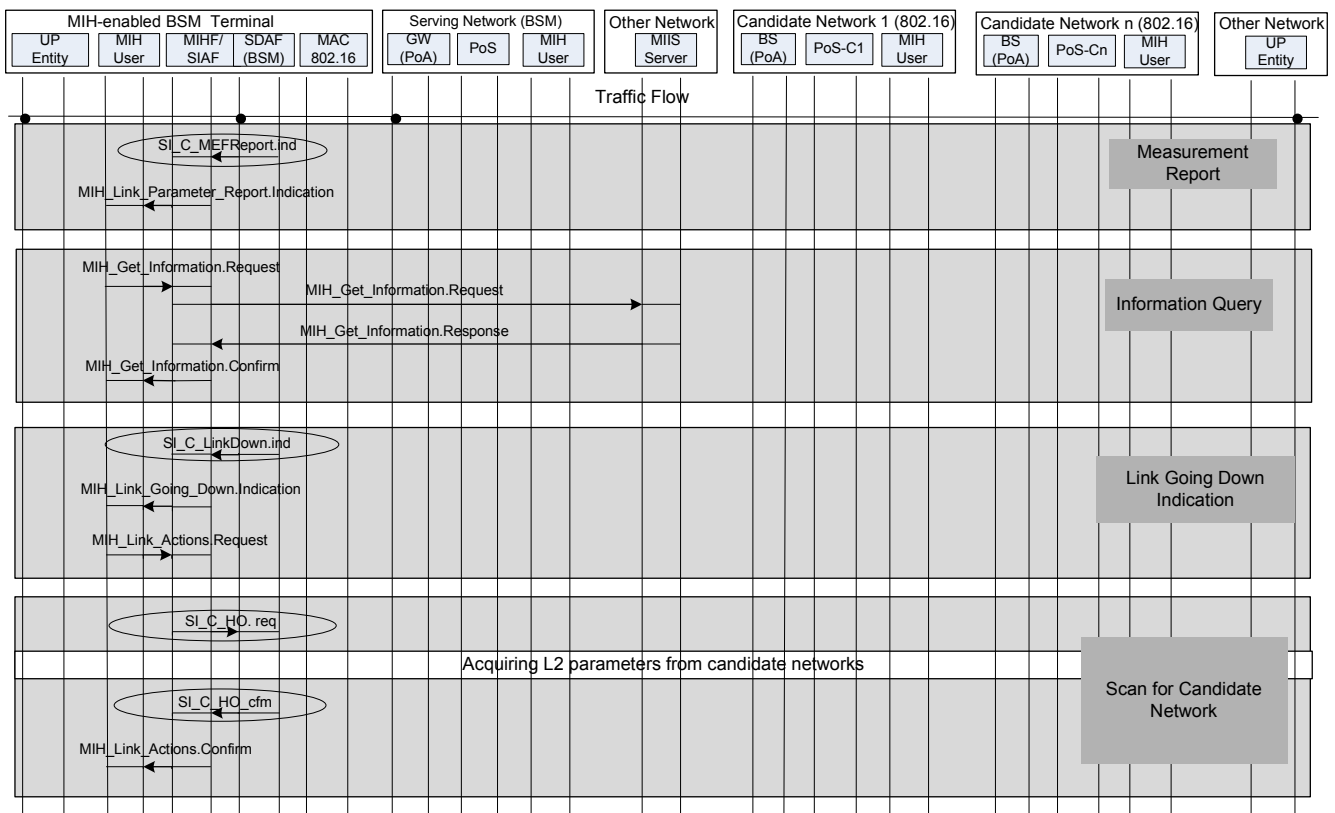 MIH-enabled BSM Terminal
UP
Entity
MIH
User
MIHF/
SIAF
SDAF
(BSM)
MAC
802.16
Serving Network (BSM)
GW
(PoA)
PoS
MIH
User
Other Network
MIIS
Server
Candidate Network 1 (802.16)
BS
(PoA)
PoS-C1
MIH
User
Candidate Network n (802.16)
BS
(PoA)
PoS-Cn
MIH
User
Other Network
UP
Entity
Traffic Flow
SI_C_MEFReport.ind
MIH_Link_Parameter_Report.Indication
Measurement
Report
MIH_Get_Information.Request
MIH_Get_Information.Request
MIH_Get_Information.Response
MIH_Get_Information.Confirm
Information Query
SI_C_LinkDown.ind
MIH_Link_Going_Down.Indication
MIH_Link_Actions.Request
Link Going Down
Indication
SI_C_HO. req
Acquiring L2 parameters from candidate networks
SI_C_HO_cfm
MIH_Link_Actions.Confirm
Scan for Candidate
Network